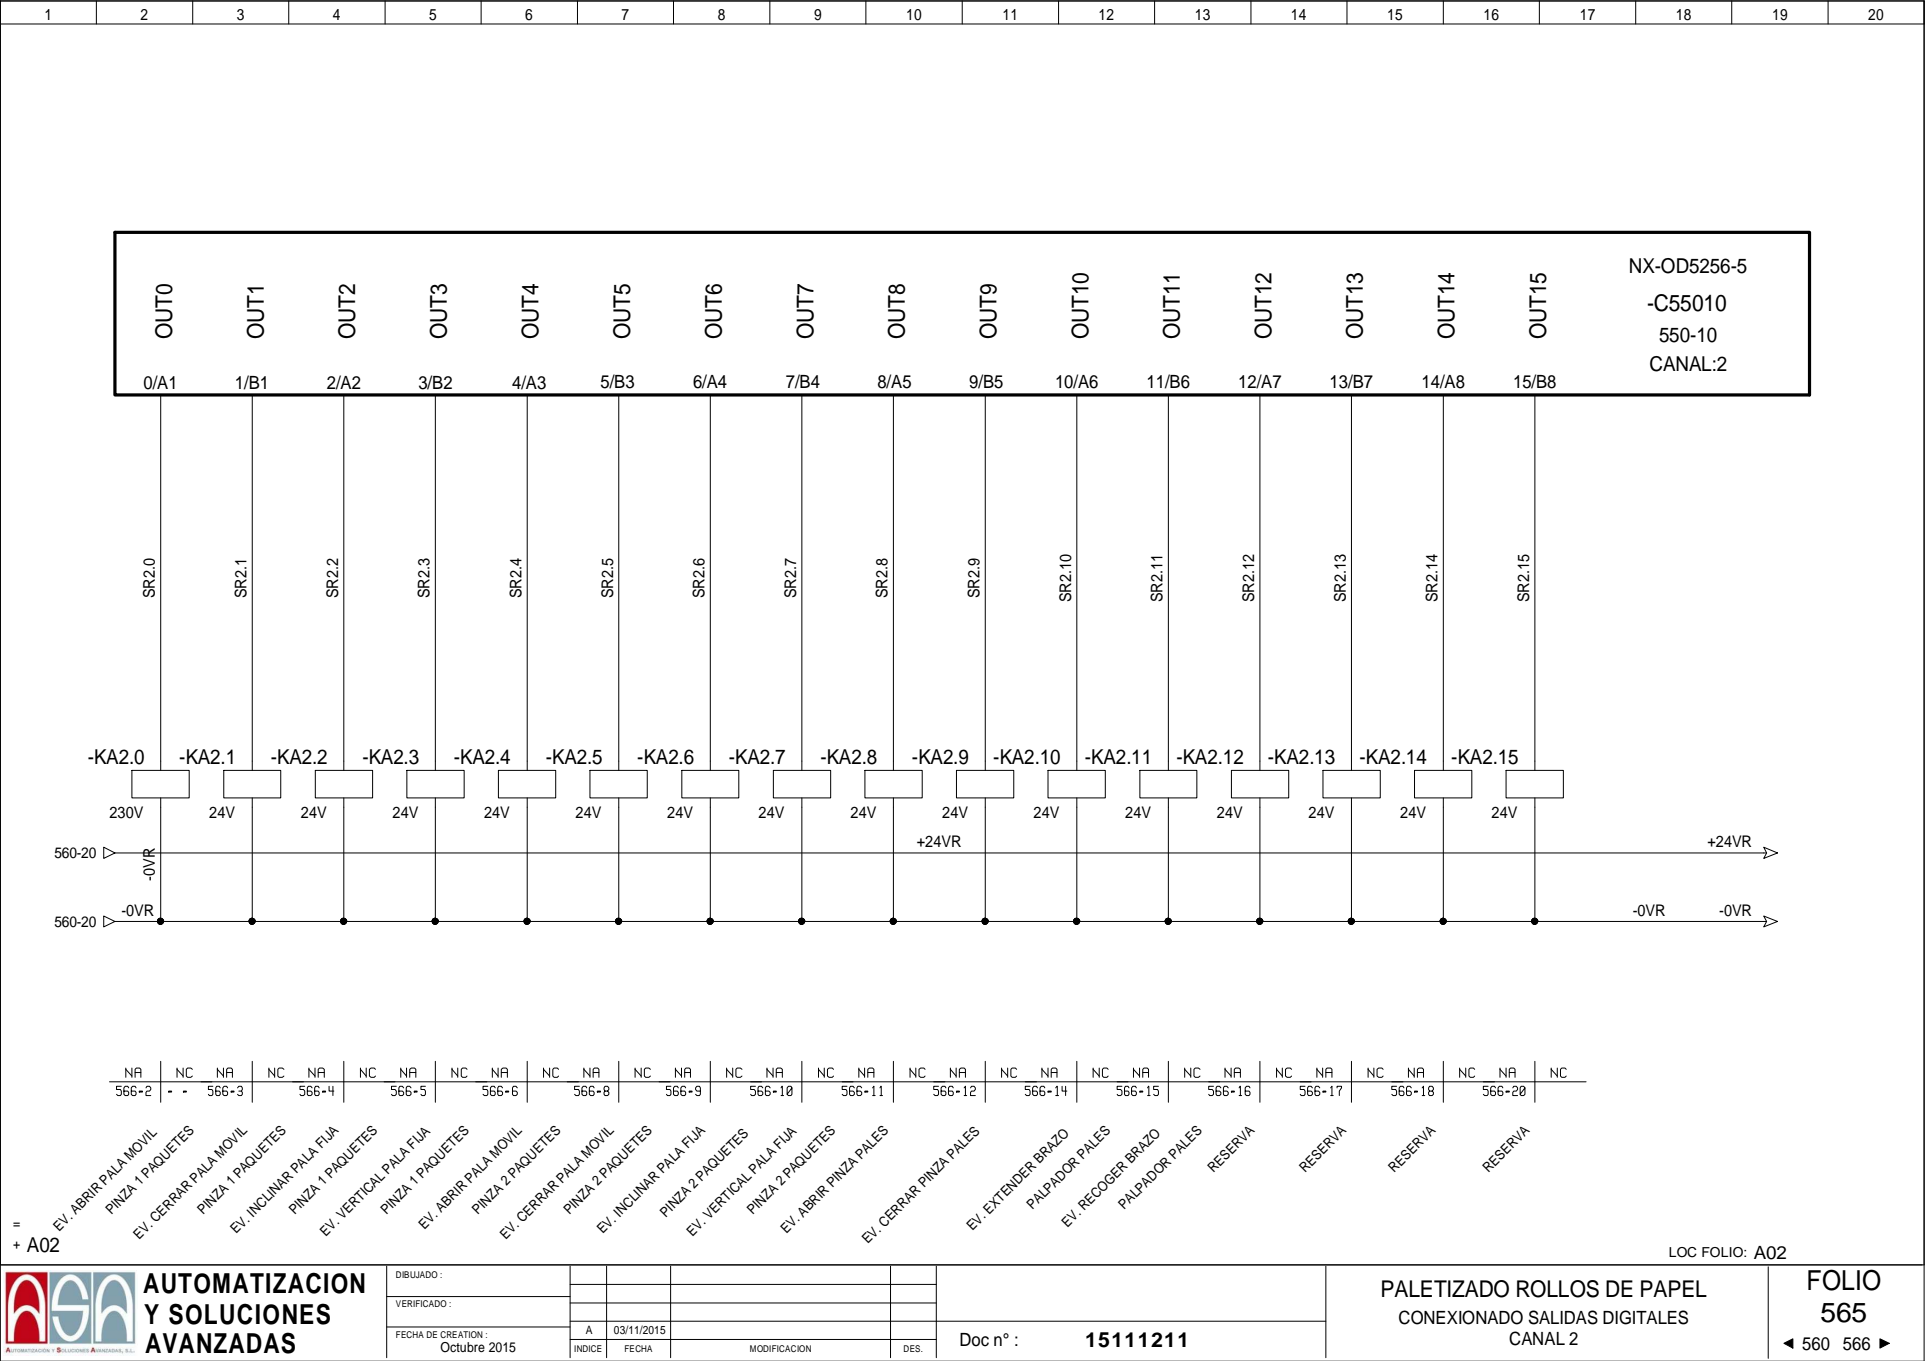 1 2 3 4 5 6 7 8 9 10 11 12 13 14 15 16 17 18 19 20
OUT0 OUT1 OUT2 OUT3 OUT4 OUT5 OUT6 OUT7 OUT8 OUT9 OUT10 OUT11 OUT12 OUT13 OUT14 OUT15
NX-OD5256-5
-C55010
550-10
CANAL:2
0/A1 1/B1 2/A2 3/B2 4/A3 5/B3 6/A4 7/B4 8/A5 9/B5 10/A6 11/B6 12/A7 13/B7 14/A8 15/B8
SR2.0 SR2.1 SR2.2 SR2.3 SR2.4 SR2.5 SR2.6 SR2.7 SR2.8 SR2.9 SR2.10 SR2.11 SR2.12 SR2.13 SR2.14 SR2.15
-KA2.0 -KA2.1 -KA2.2 -KA2.3 -KA2.4 -KA2.5 -KA2.6 -KA2.7 -KA2.8 -KA2.9 -KA2.10 -KA2.11 -KA2.12 -KA2.13 -KA2.14 -KA2.15
230V 24V 24V 24V 24V 24V 24V 24V 24V 24V 24V 24V 24V 24V 24V 24V
560-20 +24VR +24VR
-0VR
560-20 -0VR -0VR -0VR
NA NC NA NC NA NC NA NC NA NC NA NC NA NC NA NC NA NC NA NC NA NC NA NC NA NC NA NC NA NC NA NC
566-2 - - 566-3 566-4 566-5 566-6 566-8 566-9 566-10 566-11 566-12 566-14 566-15 566-16 566-17 566-18 566-20
EV. ABRIR PALA MOVIL
PINZA 1 PAQUETES
EV. CERRAR PALA MOVIL
PINZA 1 PAQUETES
EV. INCLINAR PALA FIJA
PINZA 1 PAQUETES
EV. VERTICAL PALA FIJA
PINZA 1 PAQUETES
EV. ABRIR PALA MOVIL
PINZA 2 PAQUETES
EV. CERRAR PALA MOVIL
PINZA 2 PAQUETES
EV. INCLINAR PALA FIJA
PINZA 2 PAQUETES
EV. VERTICAL PALA FIJA
PINZA 2 PAQUETES
EV. ABRIR PINZA PALES
EV. CERRAR PINZA PALES
EV. EXTENDER BRAZO
PALPADOR PALES
EV. RECOGER BRAZO
PALPADOR PALES
RESERVA
RESERVA
RESERVA
RESERVA
=
+ A02
LOC FOLIO: A02
ASA
AUTOMATIZACIÓN Y SOLUCIONES AVANZADAS, S.L.
AUTOMATIZACION
Y SOLUCIONES
AVANZADAS
DIBUJADO :
VERIFICADO :
FECHA DE CREATION :
Octubre 2015
A 03/11/2015
INDICE FECHA MODIFICACION DES.
Doc n° : 15111211
PALETIZADO ROLLOS DE PAPEL
CONEXIONADO SALIDAS DIGITALES
CANAL 2
FOLIO
565
◄ 560 566 ►